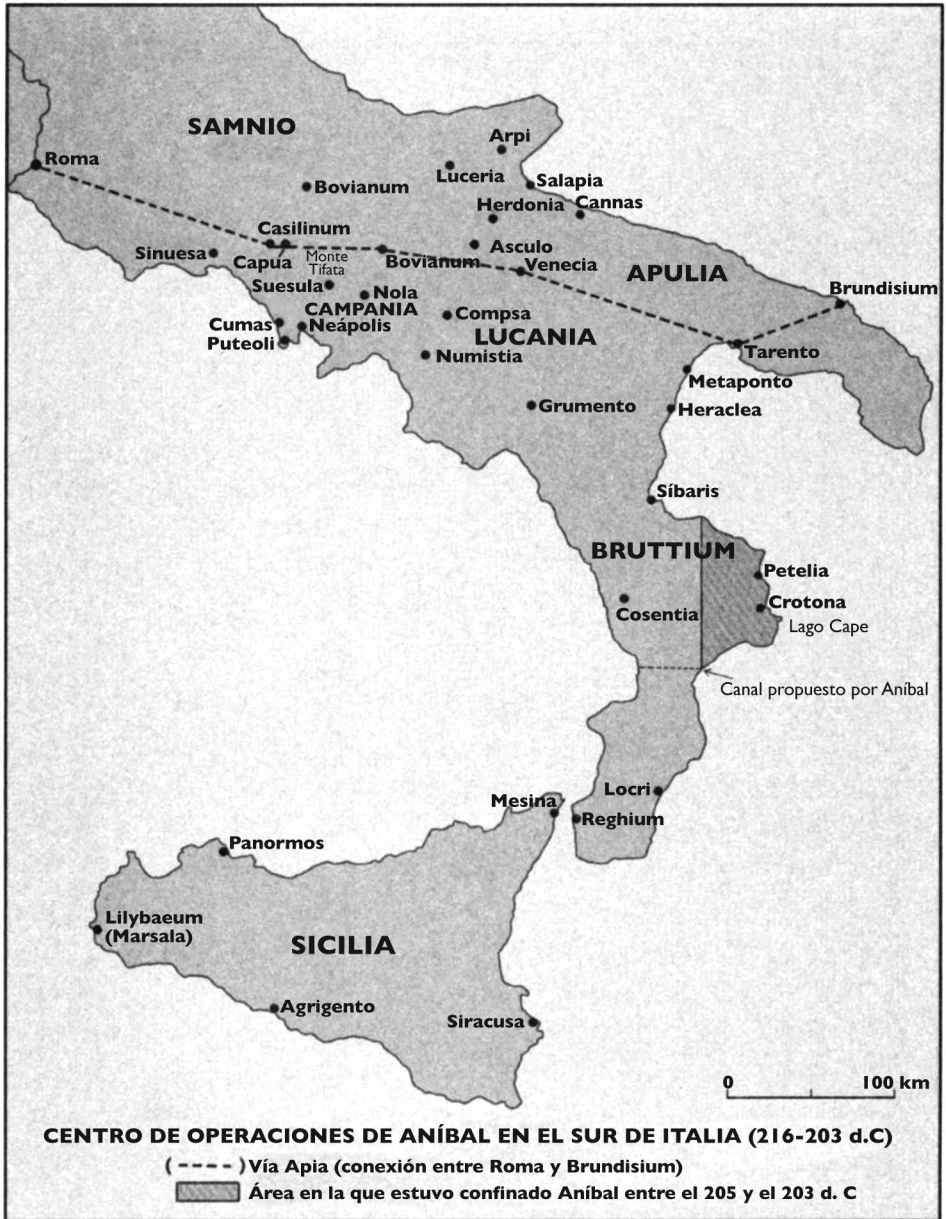 SAMNIO
Arpi
Roma
Luceria
Bovianum
Salapia
Herdonia
Cannas
Casilinum
Asculo
Sinuesa
Capua
Monte
Tifata
Bovianum
Venecia
APULIA
Suesula
Nola
Brundisium
CAMPANIA
Compsa
Cumas
Neápolis
LUCANIA
Puteoli
Numistia
Tarento
Metaponto
Grumento
Heraclea
Síbaris
BRUTTIUM
Petelia
Cosentia
Crotona
Lago Cape
Canal propuesto por Aníbal
Locri
Mesina
Reghium
Panormos
Lilybaeum
(Marsala)
SICILIA
Agrigento
Siracusa
0 100 km
CENTRO DE OPERACIONES DE ANÍBAL EN EL SUR DE ITALIA (216-203 d.C)
(----) Vía Apia (conexión entre Roma y Brundisium)
Área en la que estuvo confinado Aníbal entre el 205 y el 203 d. C